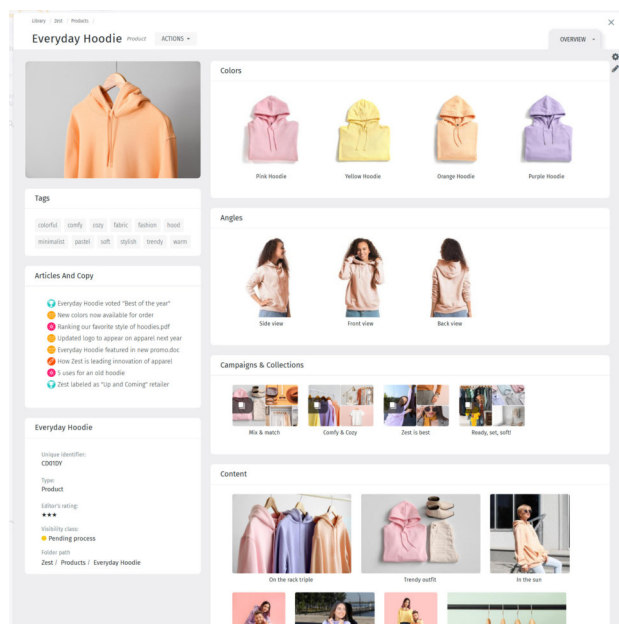 Library / Zest / Products
Everyday Hoodie Product ACTIONS
OVERVIEW
Tags
colorful comfy cozy fabric fashion hood
minimalist pastel soft stylish trendy warm
Articles And Copy
Everyday Hoodie voted "Best of the year"
New colors now available for order
Ranking our favorite style of hoodies.pdf
Updated logo to appear on apparel next year
Everyday Hoodie featured in new promo.doc
How Zest is leading innovation of apparel
5 uses for an old hoodie
Zest labeled as "Up and Coming" retailer
Everyday Hoodie
Unique identifier:
CD01DY
Type:
Product
Editor's rating:
★★★
Visibility class:
Pending process
Folder path
Zest / Products / Everyday Hoodie
Colors
Pink Hoodie Yellow Hoodie Orange Hoodie Purple Hoodie
Angles
Side view Front view Back view
Campaigns & Collections
Mix & match Comfy & Cozy Zest is best Ready, set, soft!
Content
On the rack triple Trendy outfit In the sun